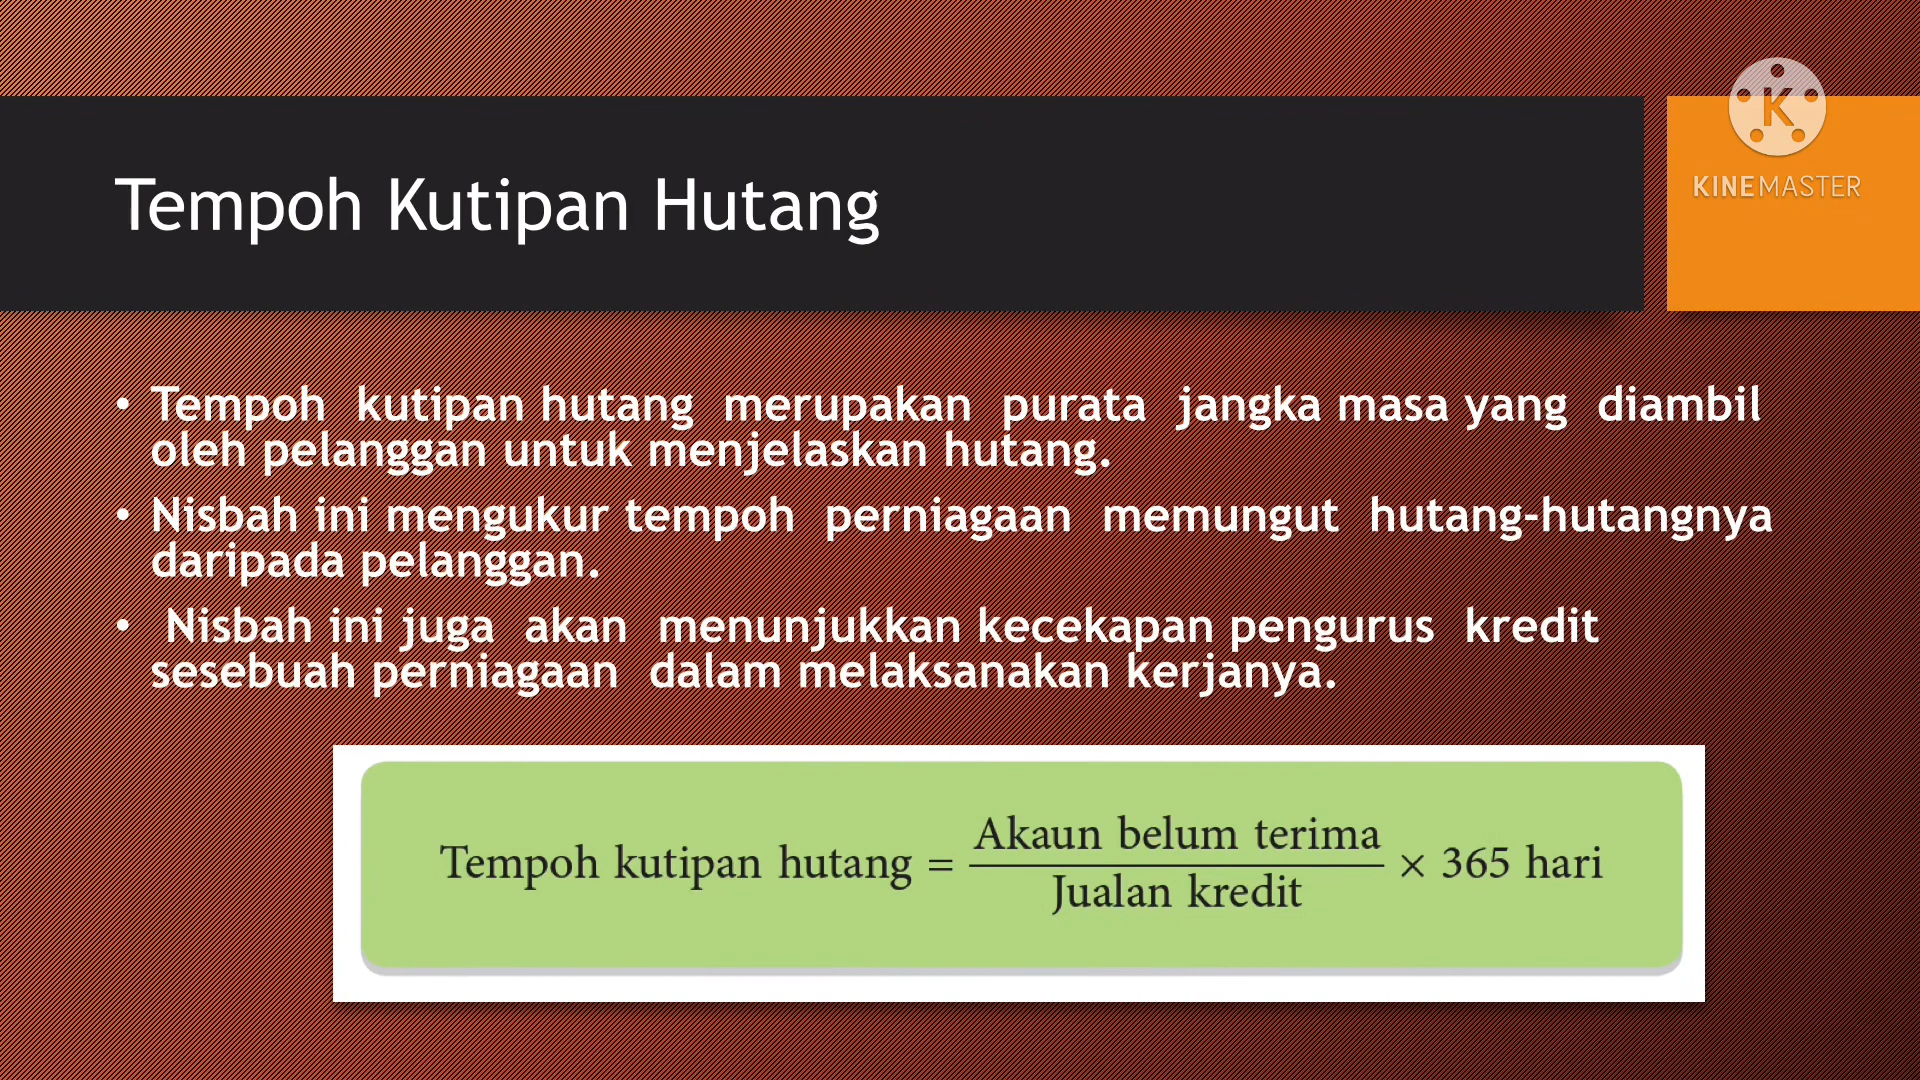 K
KINEMASTER
Tempoh Kutipan Hutang
• Tempoh kutipan hutang merupakan purata jangka masa yang diambil
oleh pelanggan untuk menjelaskan hutang.
• Nisbah ini mengukur tempoh perniagaan memungut hutang-hutangnya
daripada pelanggan.
• Nisbah ini juga akan menunjukkan kecekapan pengurus kredit
sesebuah perniagaan dalam melaksanakan kerjanya.
Tempoh kutipan hutang = Akaun belum terima / Jualan kredit × 365 hari